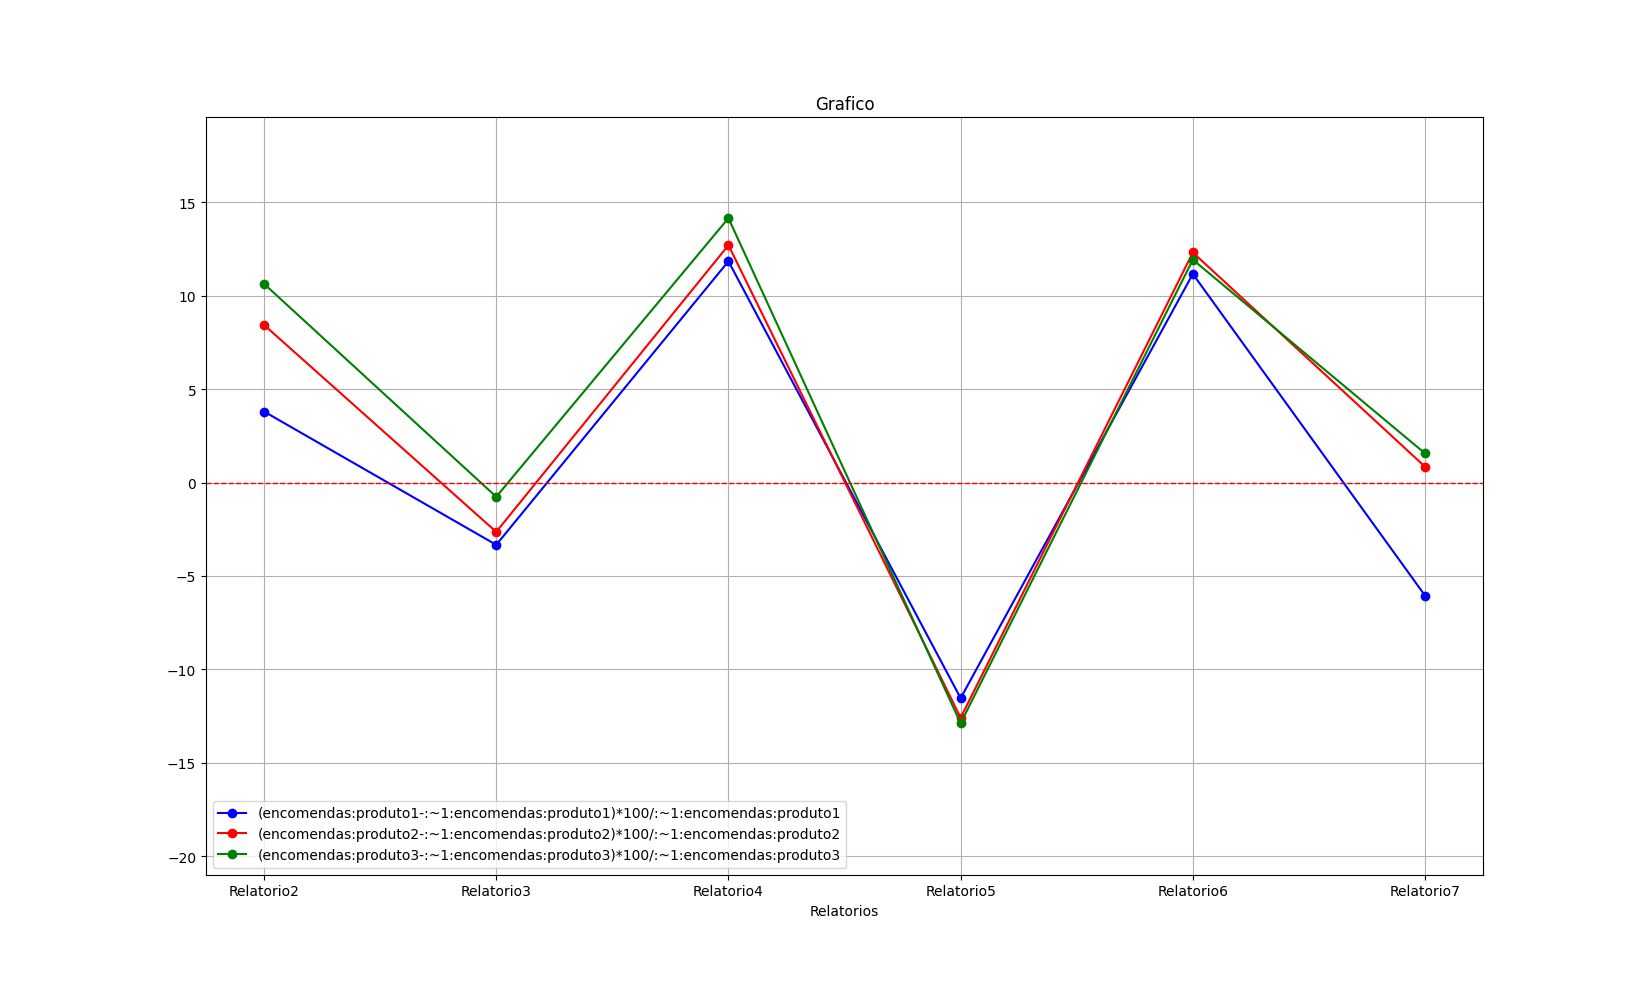 Grafico
15
10
5
0
−5
−10
−15
−20
(encomendas:produto1-:~1:encomendas:produto1)*100/:~1:encomendas:produto1
(encomendas:produto2-:~1:encomendas:produto2)*100/:~1:encomendas:produto2
(encomendas:produto3-:~1:encomendas:produto3)*100/:~1:encomendas:produto3
Relatorio2 Relatorio3 Relatorio4 Relatorio5 Relatorio6 Relatorio7
Relatorios